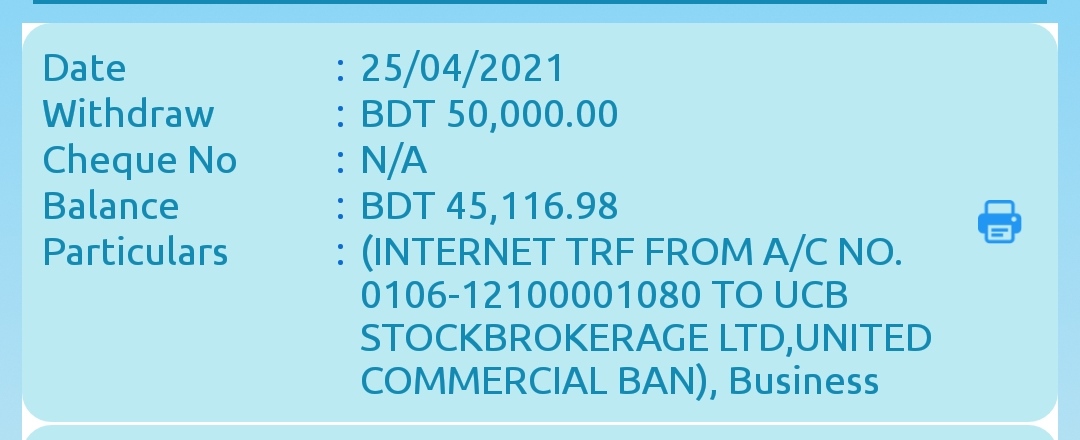 Date : 25/04/2021
Withdraw : BDT 50,000.00
Cheque No : N/A
Balance : BDT 45,116.98
Particulars : (INTERNET TRF FROM A/C NO.
0106-12100001080 TO UCB
STOCKBROKERAGE LTD,UNITED
COMMERCIAL BAN), Business